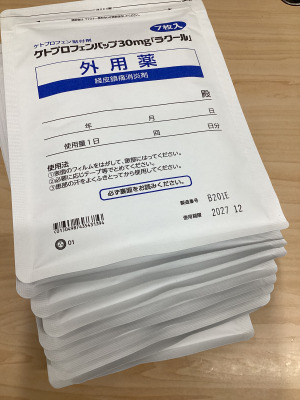 ケトプロフェン貼付剤
7枚入
ケトプロフェンパップ30mg「ラクール」
外用薬
経皮鎮痛消炎剤
殿
年 月 日
使用量1日 回 日分
使用法
①表面のフィルムをはがして、患部にはってください。
②必要に応じテープ等でとめてください。
③患部の汗をよくふきとってから使用してください。
必ず裏面をお読みください。
製造番号 B201E
使用期限 2027.12
01